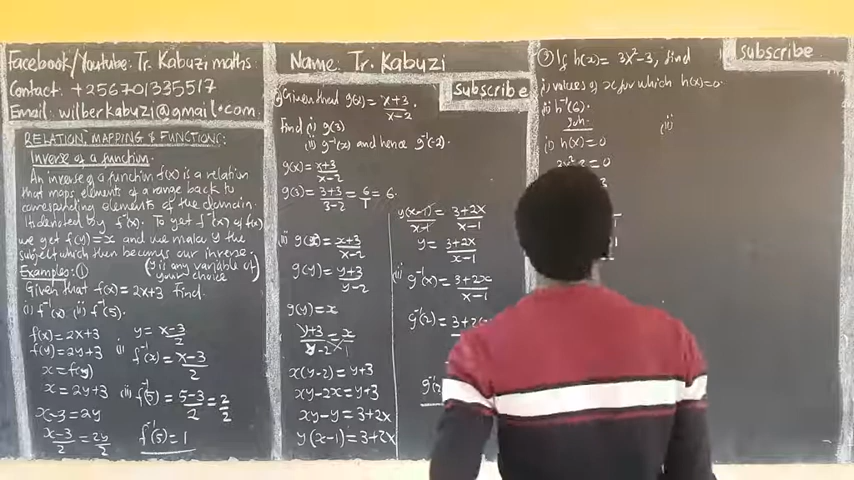 Facebook/Youtube: Tr. Kabuzi maths
Contact: +256701335517
Email: wilberkabuzi@gmail.com
RELATION, MAPPING & FUNCTIONS:
Inverse of a function.
An inverse of a function f(x) is a relation
that maps elements of a range back to
corresponding elements of the domain.
It denoted by f⁻¹(x). To get f⁻¹(x) of f(x)
we get f(y)=x and we make y the
subject which then becomes our inverse.
Examples: (1) (y is any variable of your choice)
Given that f(x) = 2x+3 Find.
(i) f⁻¹(x) (ii) f⁻¹(5).
f(x) = 2x+3
f(y) = 2y+3
x = f(y)
x = 2y+3
x-3 = 2y
x-3/2 = 2y/2
y = x-3/2
(i) f⁻¹(x) = x-3/2
(ii) f⁻¹(5) = 5-3/2 = 2/2
f⁻¹(5) = 1
Name: Tr. Kabuzi
subscribe
② Given that g(x) = x+3/x-2.
Find (i) g(3)
(ii) g⁻¹(x) and hence g⁻¹(2).
g(x) = x+3/x-2
g(3) = 3+3/3-2 = 6/1 = 6.
(ii) g(x) = x+3/x-2
g(y) = y+3/y-2
g(y) = x
y+3/y-2 = x/1
x(y-2) = y+3
xy-2x = y+3
xy-y = 3+2x
y(x-1) = 3+2x
y(x-1)/x-1 = 3+2x/x-1
y = 3+2x/x-1
(iii) g⁻¹(x) = 3+2x/x-1
g⁻¹(2) = 3+2(2
subscribe
③ If h(x) = 3x²-3, find
(i) values of x for which h(x)=0
(ii) h⁻¹(6).
Soln.
(i) h(x) = 0
(ii)